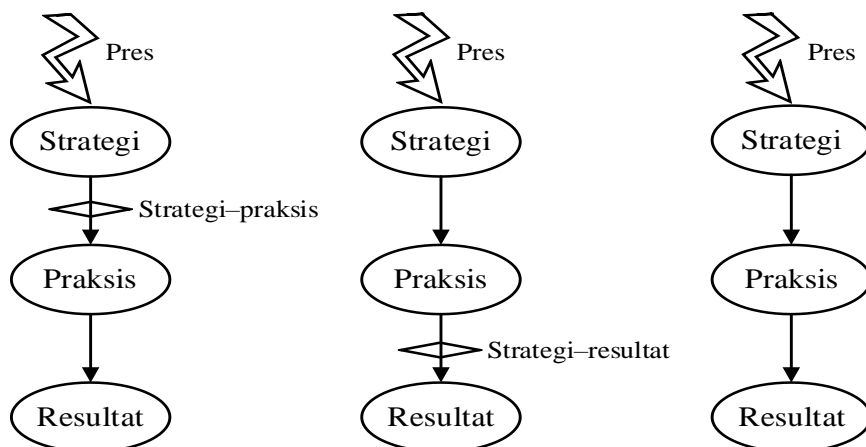 Pres
Pres
Pres
Strategi
Strategi
Strategi
Strategi–praksis
Praksis
Praksis
Praksis
Strategi–resultat
Resultat
Resultat
Resultat